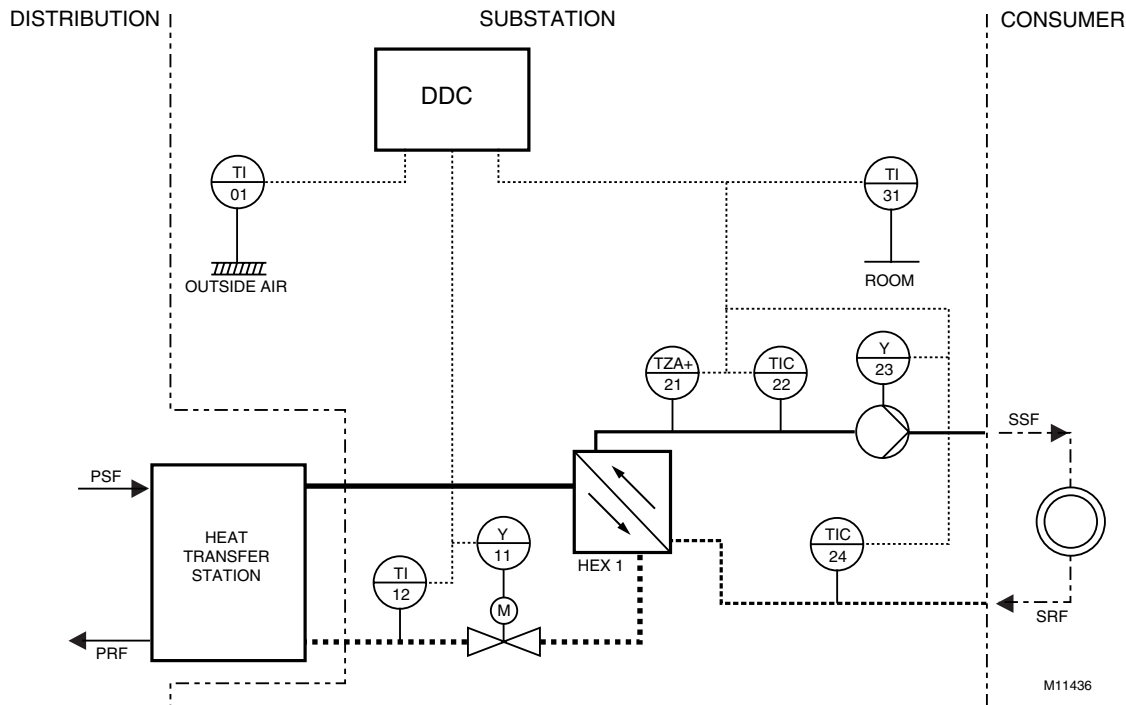 DISTRIBUTION
SUBSTATION
CONSUMER
DDC
TI
01
OUTSIDE AIR
TI
31
ROOM
TZA+
21
TIC
22
Y
23
SSF
PSF
HEAT
TRANSFER
STATION
PRF
Y
11
TI
12
M
HEX 1
TIC
24
SRF
M11436